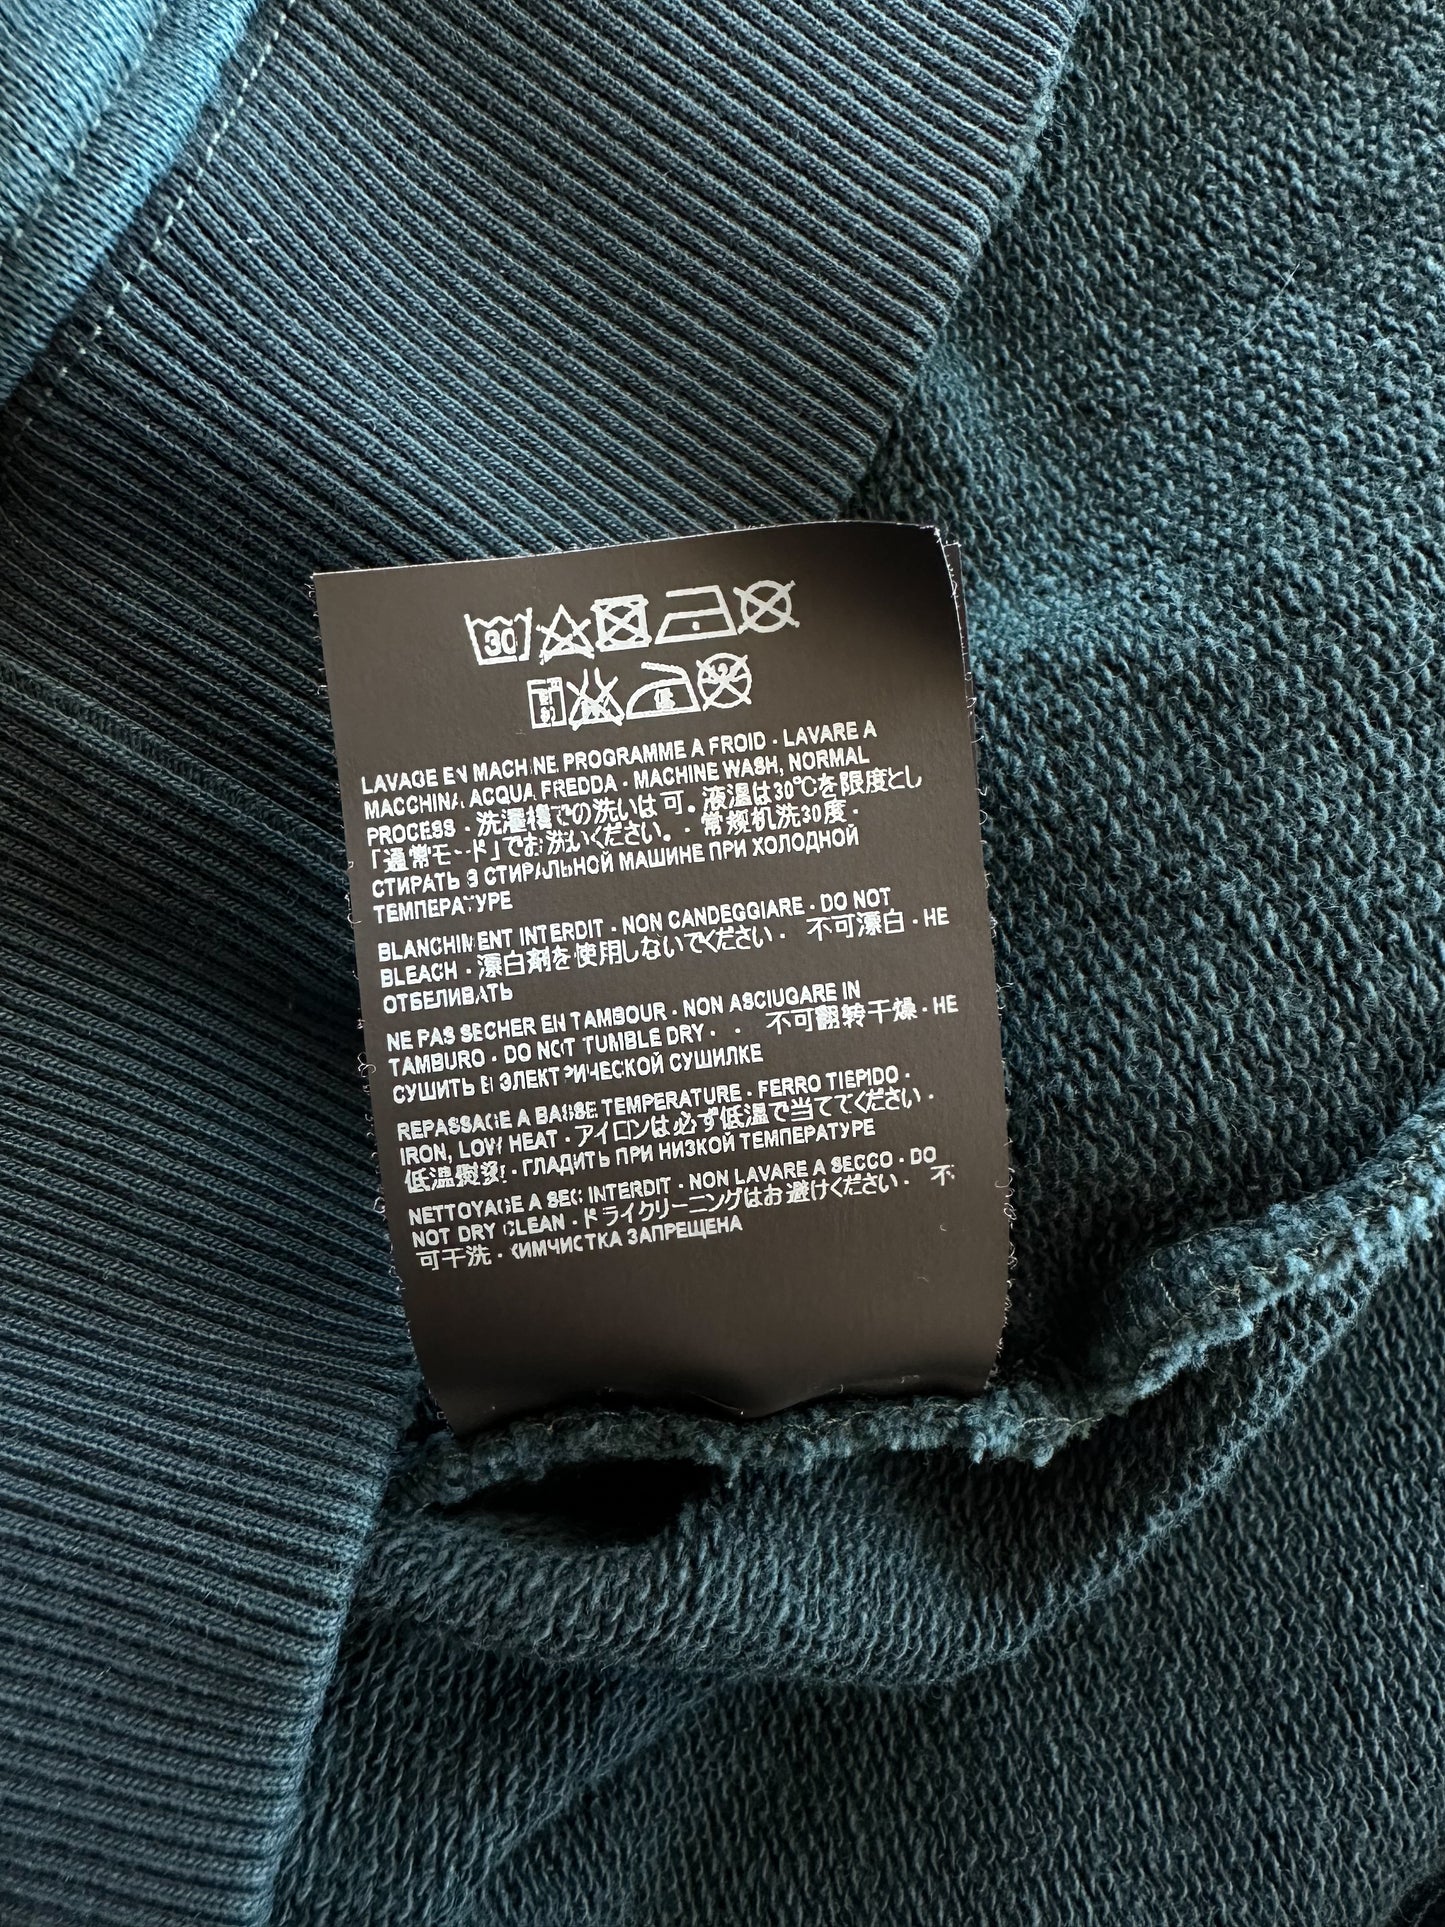 30
LAVAGE EN MACHINE PROGRAMME A FROID - LAVARE A
MACCHINA ACQUA FREDDA - MACHINE WASH, NORMAL
PROCESS - 洗濯機での洗いは可。液温は30℃を限度とし
「通常モード」でお洗いください。- 常规机洗30度 -
СТИРАТЬ В СТИРАЛЬНОЙ МАШИНЕ ПРИ ХОЛОДНОЙ
ТЕМПЕРАТУРЕ
BLANCHIMENT INTERDIT - NON CANDEGGIARE - DO NOT
BLEACH - 漂白剤を使用しないでください - 不可漂白 - НЕ
ОТБЕЛИВАТЬ
NE PAS SECHER EN TAMBOUR - NON ASCIUGARE IN
TAMBURO - DO NOT TUMBLE DRY - - 不可翻转干燥 - НЕ
СУШИТЬ В ЭЛЕКТРИЧЕСКОЙ СУШИЛКЕ
REPASSAGE A BASSE TEMPERATURE - FERRO TIEPIDO -
IRON, LOW HEAT - アイロンは必ず低温で当ててください -
低温熨烫 - ГЛАДИТЬ ПРИ НИЗКОЙ ТЕМПЕРАТУРЕ
NETTOYAGE A SEC INTERDIT - NON LAVARE A SECCO - DO
NOT DRY CLEAN - ドライクリーニングはお避けください - 不
可干洗 - ХИМЧИСТКА ЗАПРЕЩЕНА